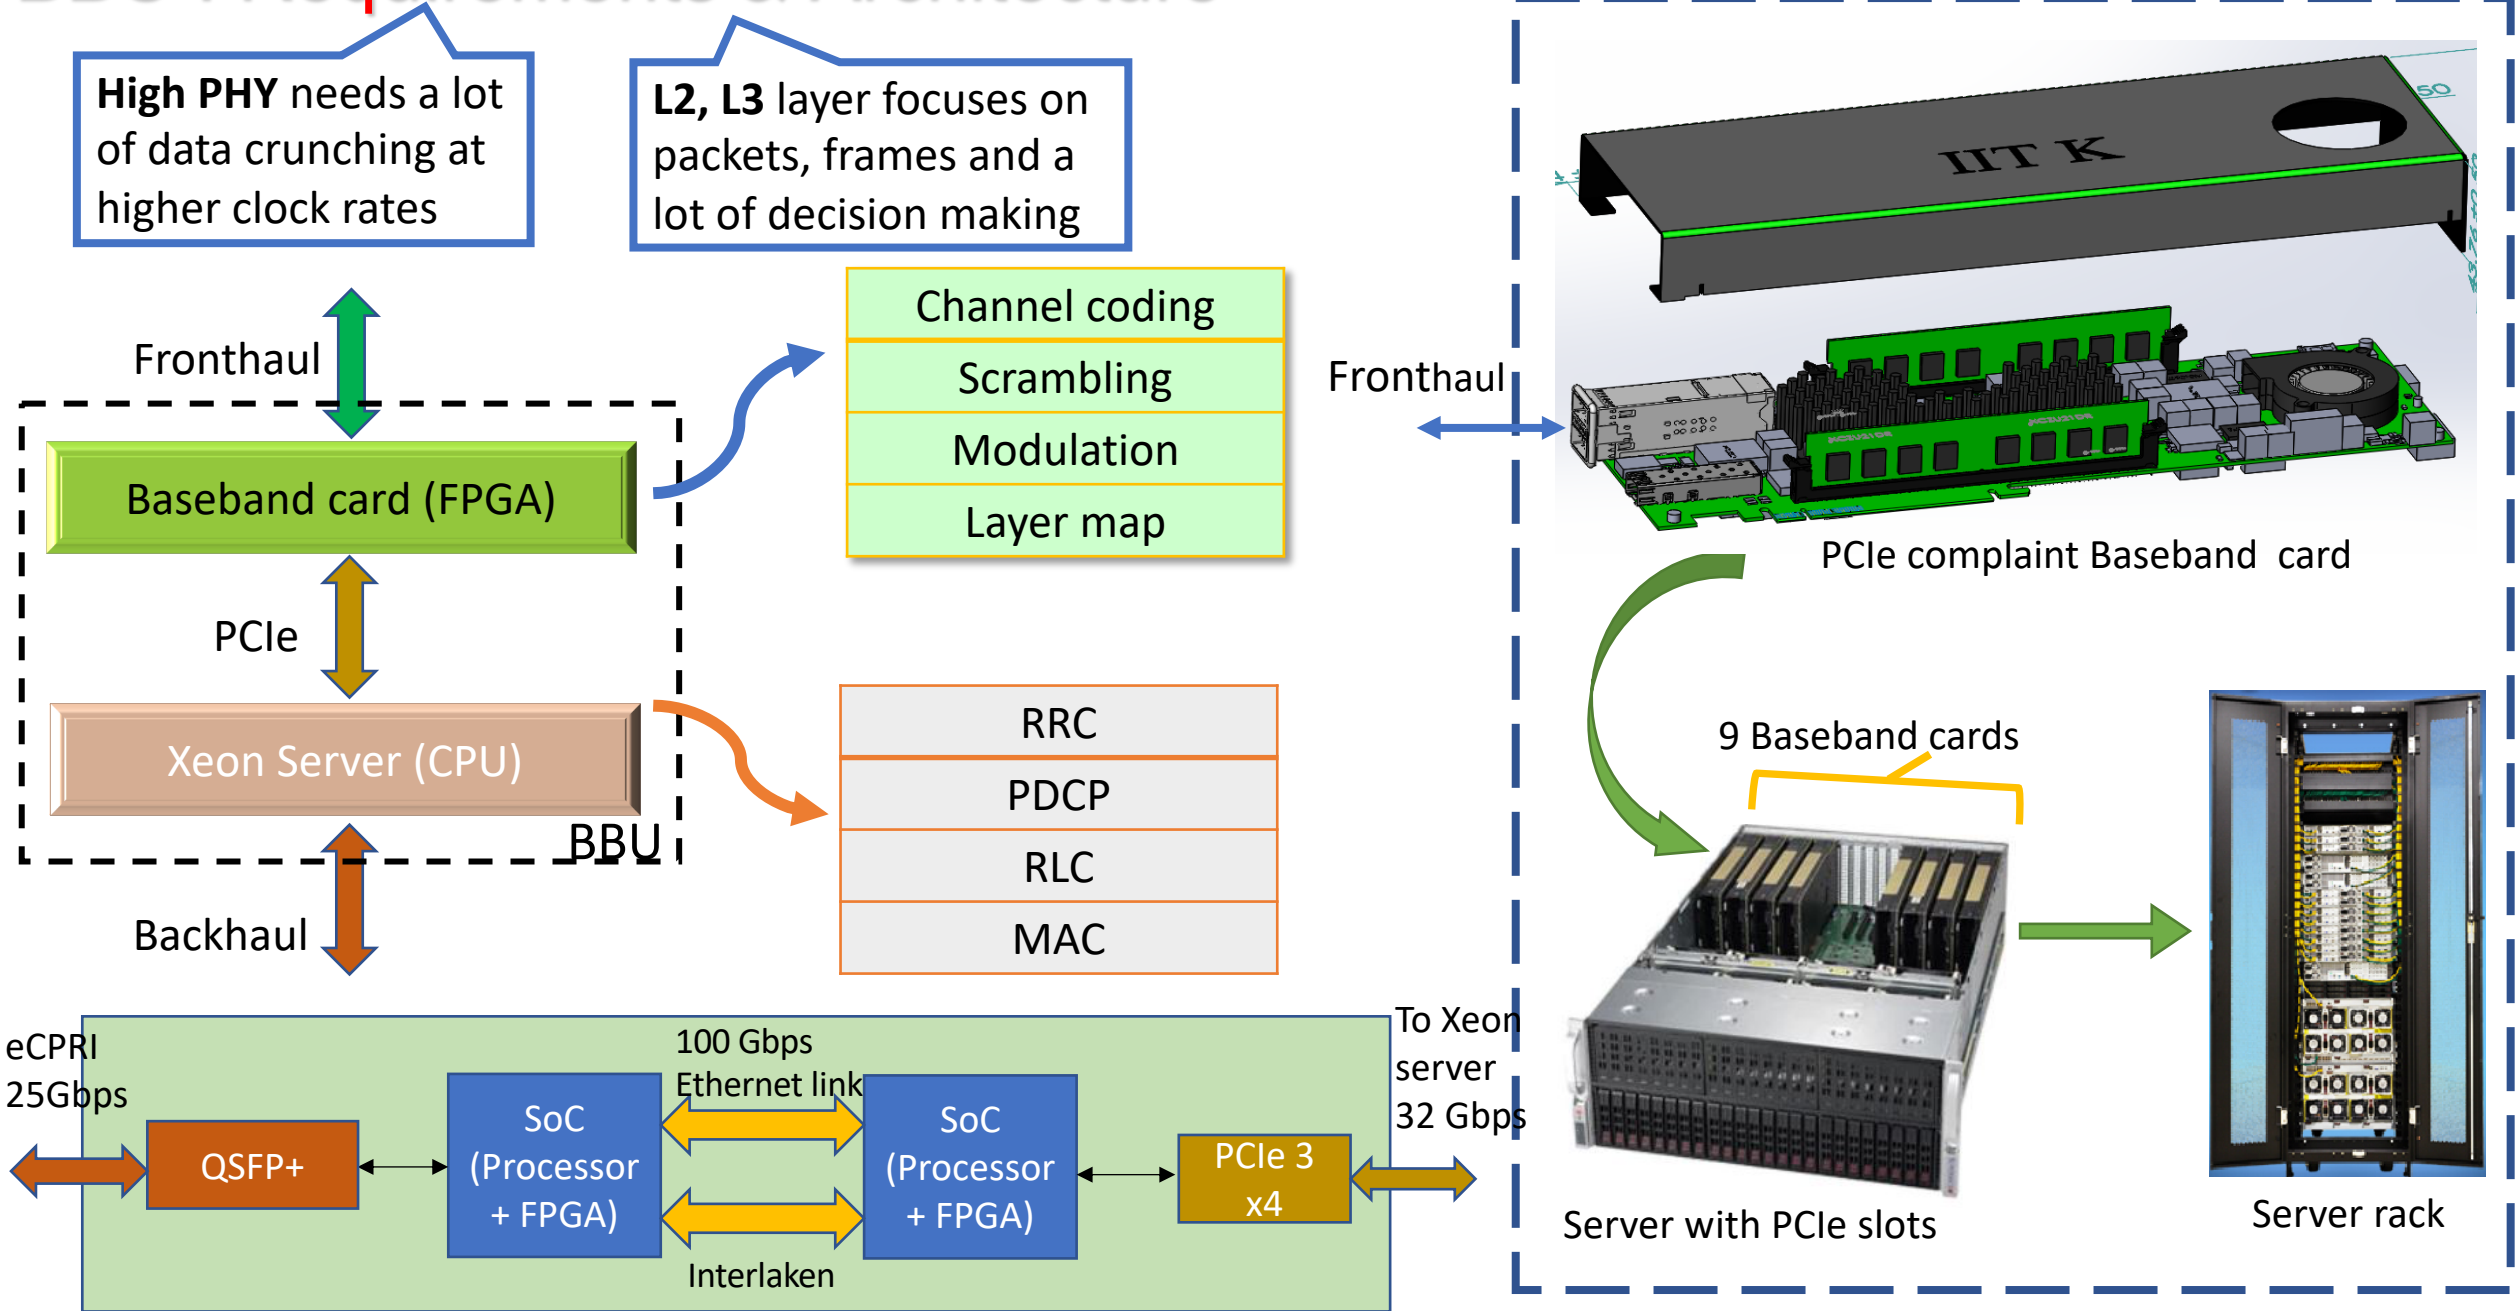 High PHY needs a lot
of data crunching at
higher clock rates
L2, L3 layer focuses on
packets, frames and a
lot of decision making
Fronthaul
Baseband card (FPGA)
PCIe
Xeon Server (CPU)
BBU
Backhaul
Channel coding
Scrambling
Modulation
Layer map
RRC
PDCP
RLC
MAC
eCPRI
25Gbps
QSFP+
SoC
(Processor
+ FPGA)
100 Gbps
Ethernet link
Interlaken
SoC
(Processor
+ FPGA)
PCIe 3
x4
To Xeon
server
32 Gbps
Fronthaul
IIT K
50
PCIe complaint Baseband card
9 Baseband cards
Server with PCIe slots
Server rack